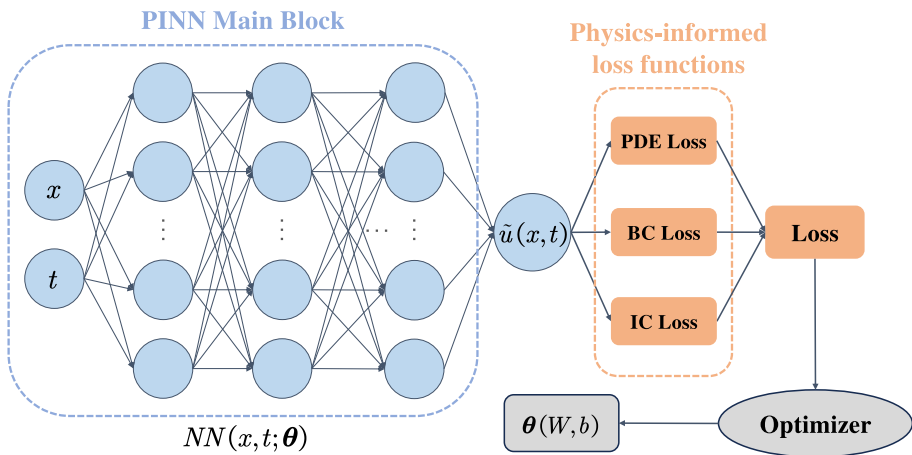 PINN Main Block
Physics-informed
loss functions
x
t
⋮
⋮
⋯
⋮
ũ(x,t)
PDE Loss
BC Loss
IC Loss
Loss
NN(x,t;θ)
θ(W,b)
Optimizer